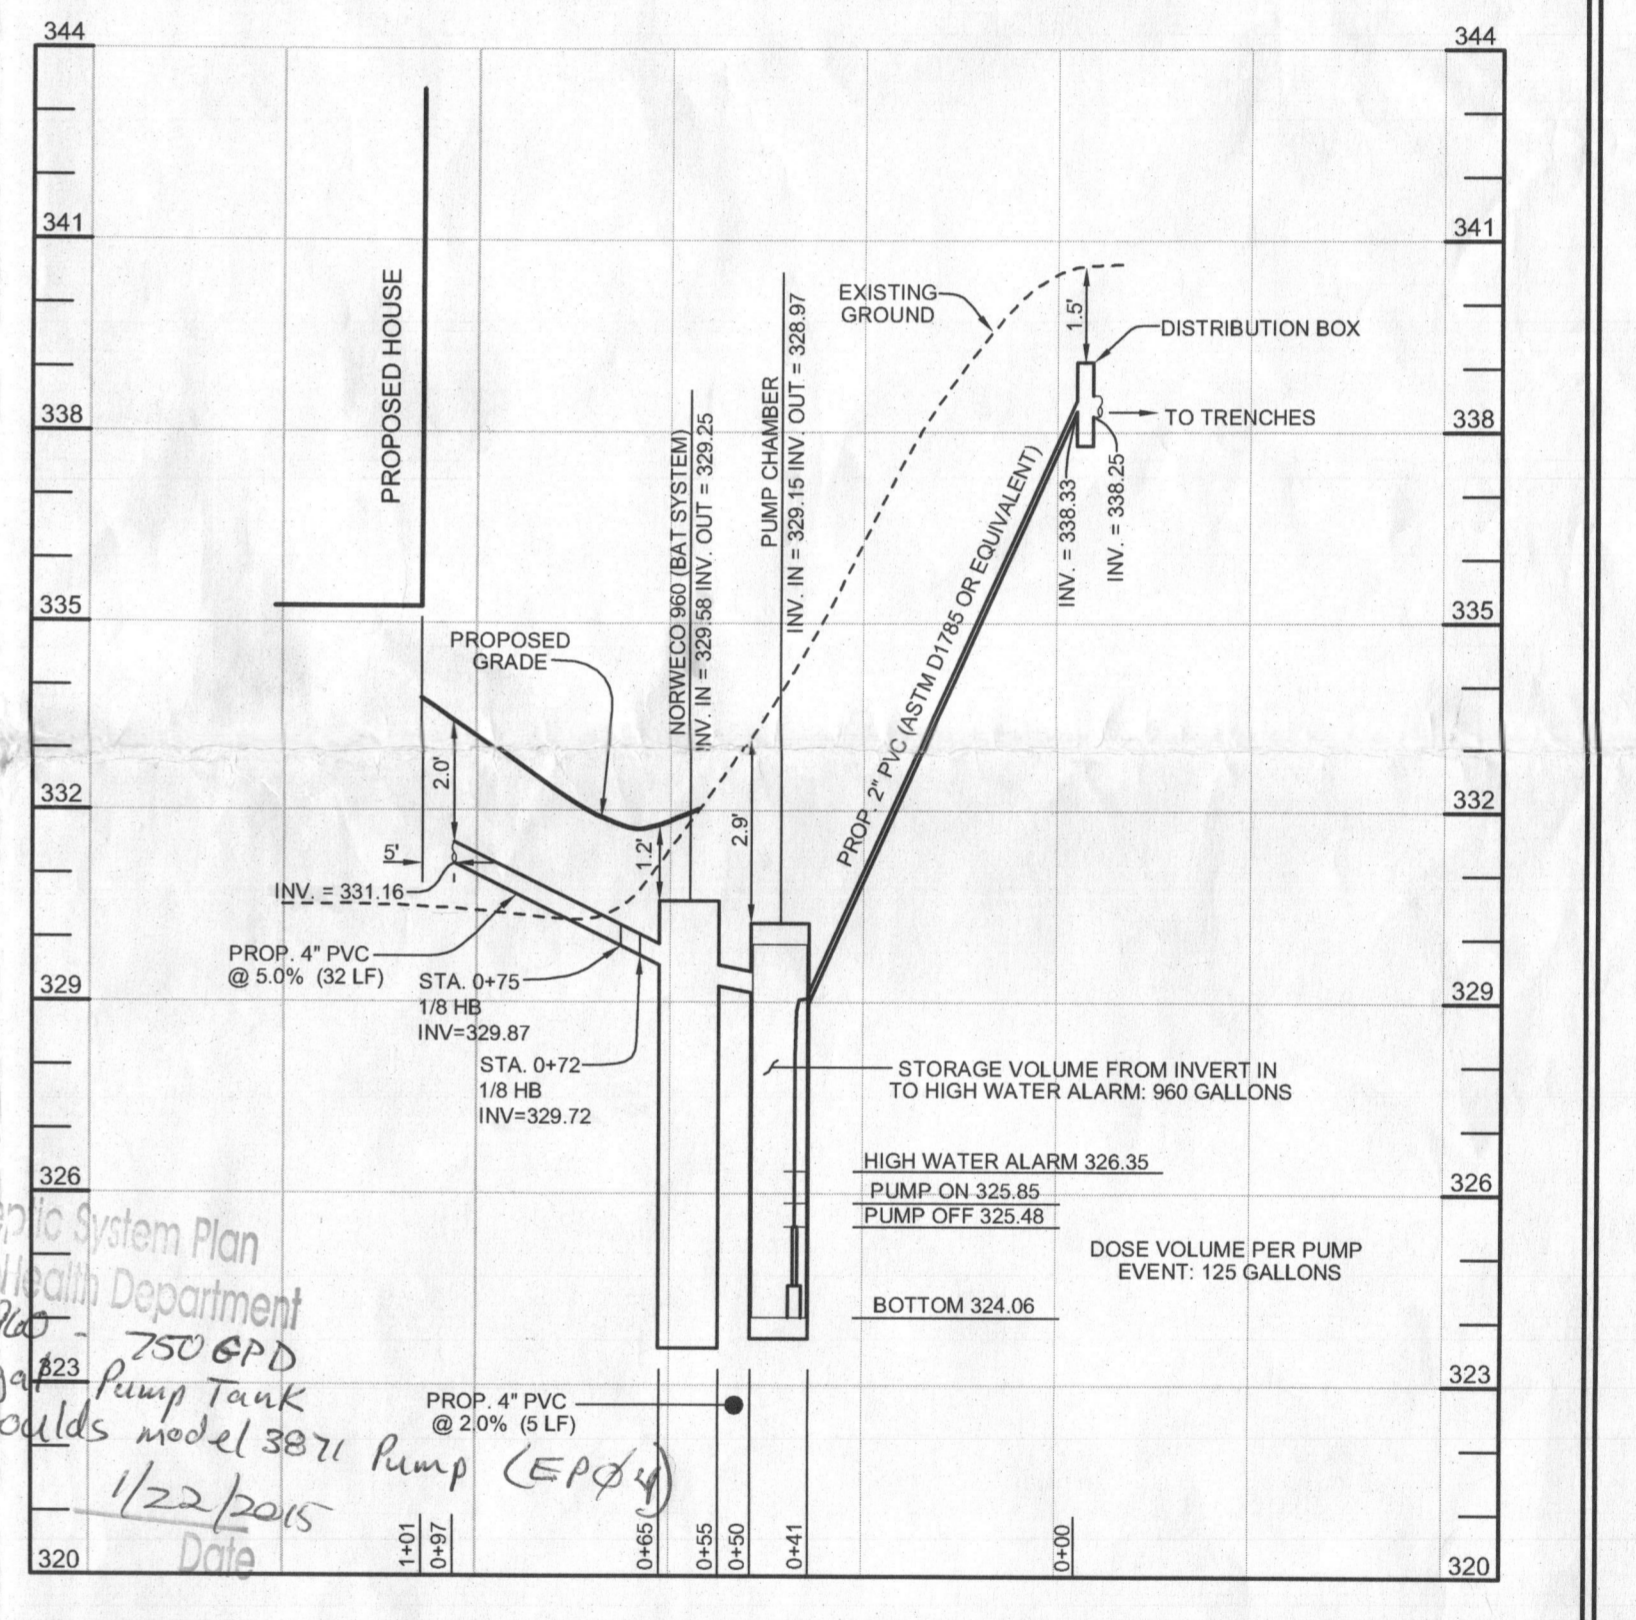 344
341
338
335
332
329
326
323
320
344
341
338
335
332
329
326
323
320
PROPOSED HOUSE
PROPOSED
GRADE
2.0'
5'
INV. = 331.16
PROP. 4" PVC
@ 5.0% (32 LF)
STA. 0+75
1/8 HB
INV=329.87
STA. 0+72
1/8 HB
INV=329.72
1.2'
NORWECO 960 (BAT SYSTEM)
INV. IN = 329.58 INV. OUT = 329.25
2.9'
PUMP CHAMBER
INV. IN = 329.15 INV. OUT = 328.97
EXISTING
GROUND
1.5'
DISTRIBUTION BOX
TO TRENCHES
INV. = 338.33
INV. = 338.25
PROP. 2" PVC (ASTM D1785 OR EQUIVALENT)
STORAGE VOLUME FROM INVERT IN
TO HIGH WATER ALARM: 960 GALLONS
HIGH WATER ALARM 326.35
PUMP ON 325.85
PUMP OFF 325.48
DOSE VOLUME PER PUMP
EVENT: 125 GALLONS
BOTTOM 324.06
PROP. 4" PVC
@ 2.0% (5 LF)
System Plan
Health Department
960 - 750 GPD
gal Pump Tank
oulds model 3871 Pump (EPØ4)
1/22/2015
Date
1+01
0+97
0+65
0+55
0+50
0+41
0+00